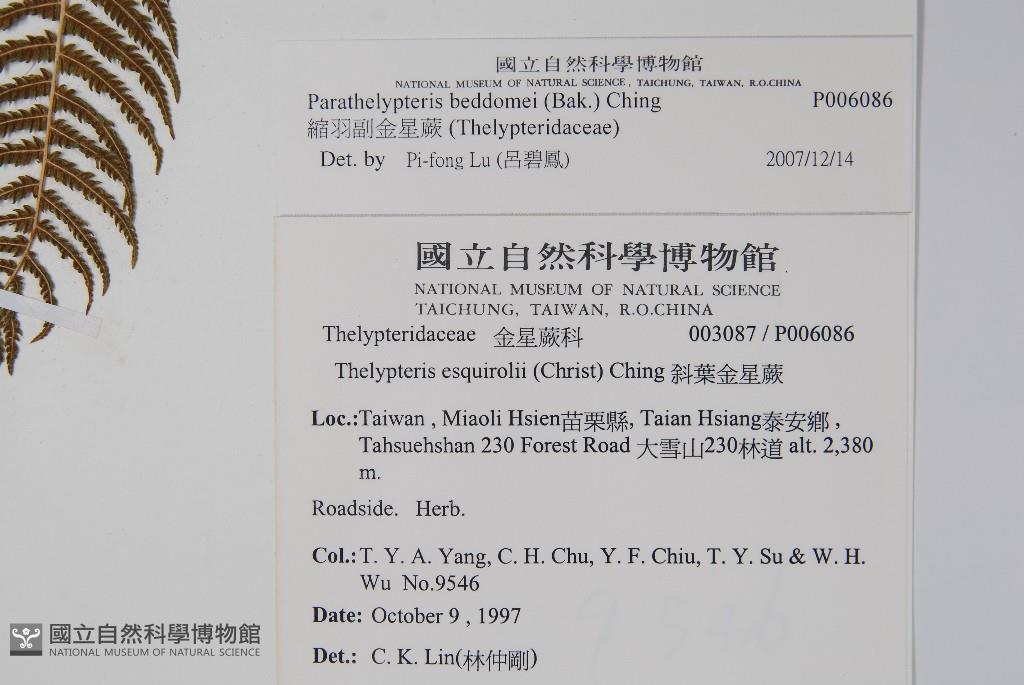 國立自然科學博物館
NATIONAL MUSEUM OF NATURAL SCIENCE, TAICHUNG, TAIWAN, R.O.CHINA
Parathelypteris beddomei (Bak.) Ching P006086
縮羽副金星蕨 (Thelypteridaceae)
Det. by Pi-fong Lu (呂碧鳳) 2007/12/14
國立自然科學博物館
NATIONAL MUSEUM OF NATURAL SCIENCE
TAICHUNG, TAIWAN, R.O.CHINA
Thelypteridaceae 金星蕨科 003087 / P006086
Thelypteris esquirolii (Christ) Ching 斜葉金星蕨
Loc.:Taiwan , Miaoli Hsien苗栗縣, Taian Hsiang泰安鄉 ,
Tahsuehshan 230 Forest Road 大雪山230林道 alt. 2,380
m.
Roadside. Herb.
Col.: T. Y. A. Yang, C. H. Chu, Y. F. Chiu, T. Y. Su & W. H.
Wu No.9546
Date: October 9 , 1997
Det.: C. K. Lin(林仲剛)
國立自然科學博物館
NATIONAL MUSEUM OF NATURAL SCIENCE